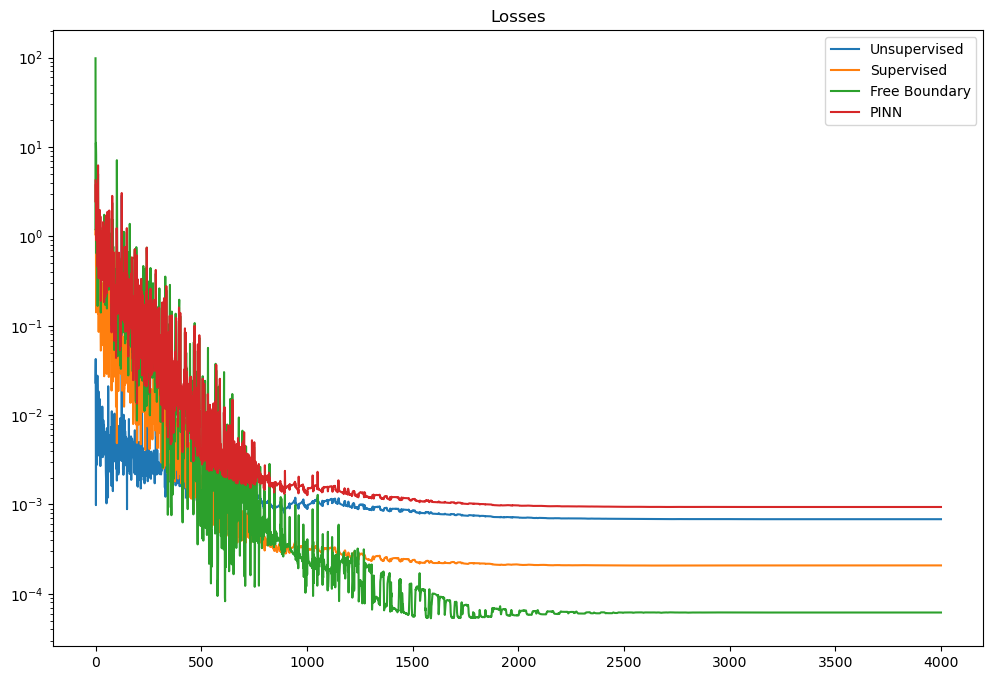 Losses
Unsupervised
Supervised
Free Boundary
PINN
10²
10¹
10⁰
10⁻¹
10⁻²
10⁻³
10⁻⁴
0 500 1000 1500 2000 2500 3000 3500 4000